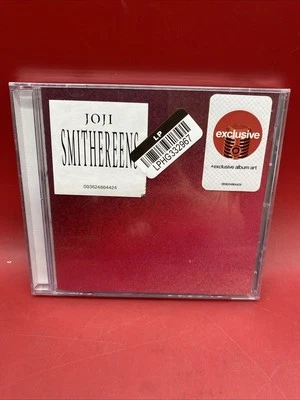 JOJI
SMITHEREENS
093624864424
LP
LPHG332967
exclusive
+exclusive album art